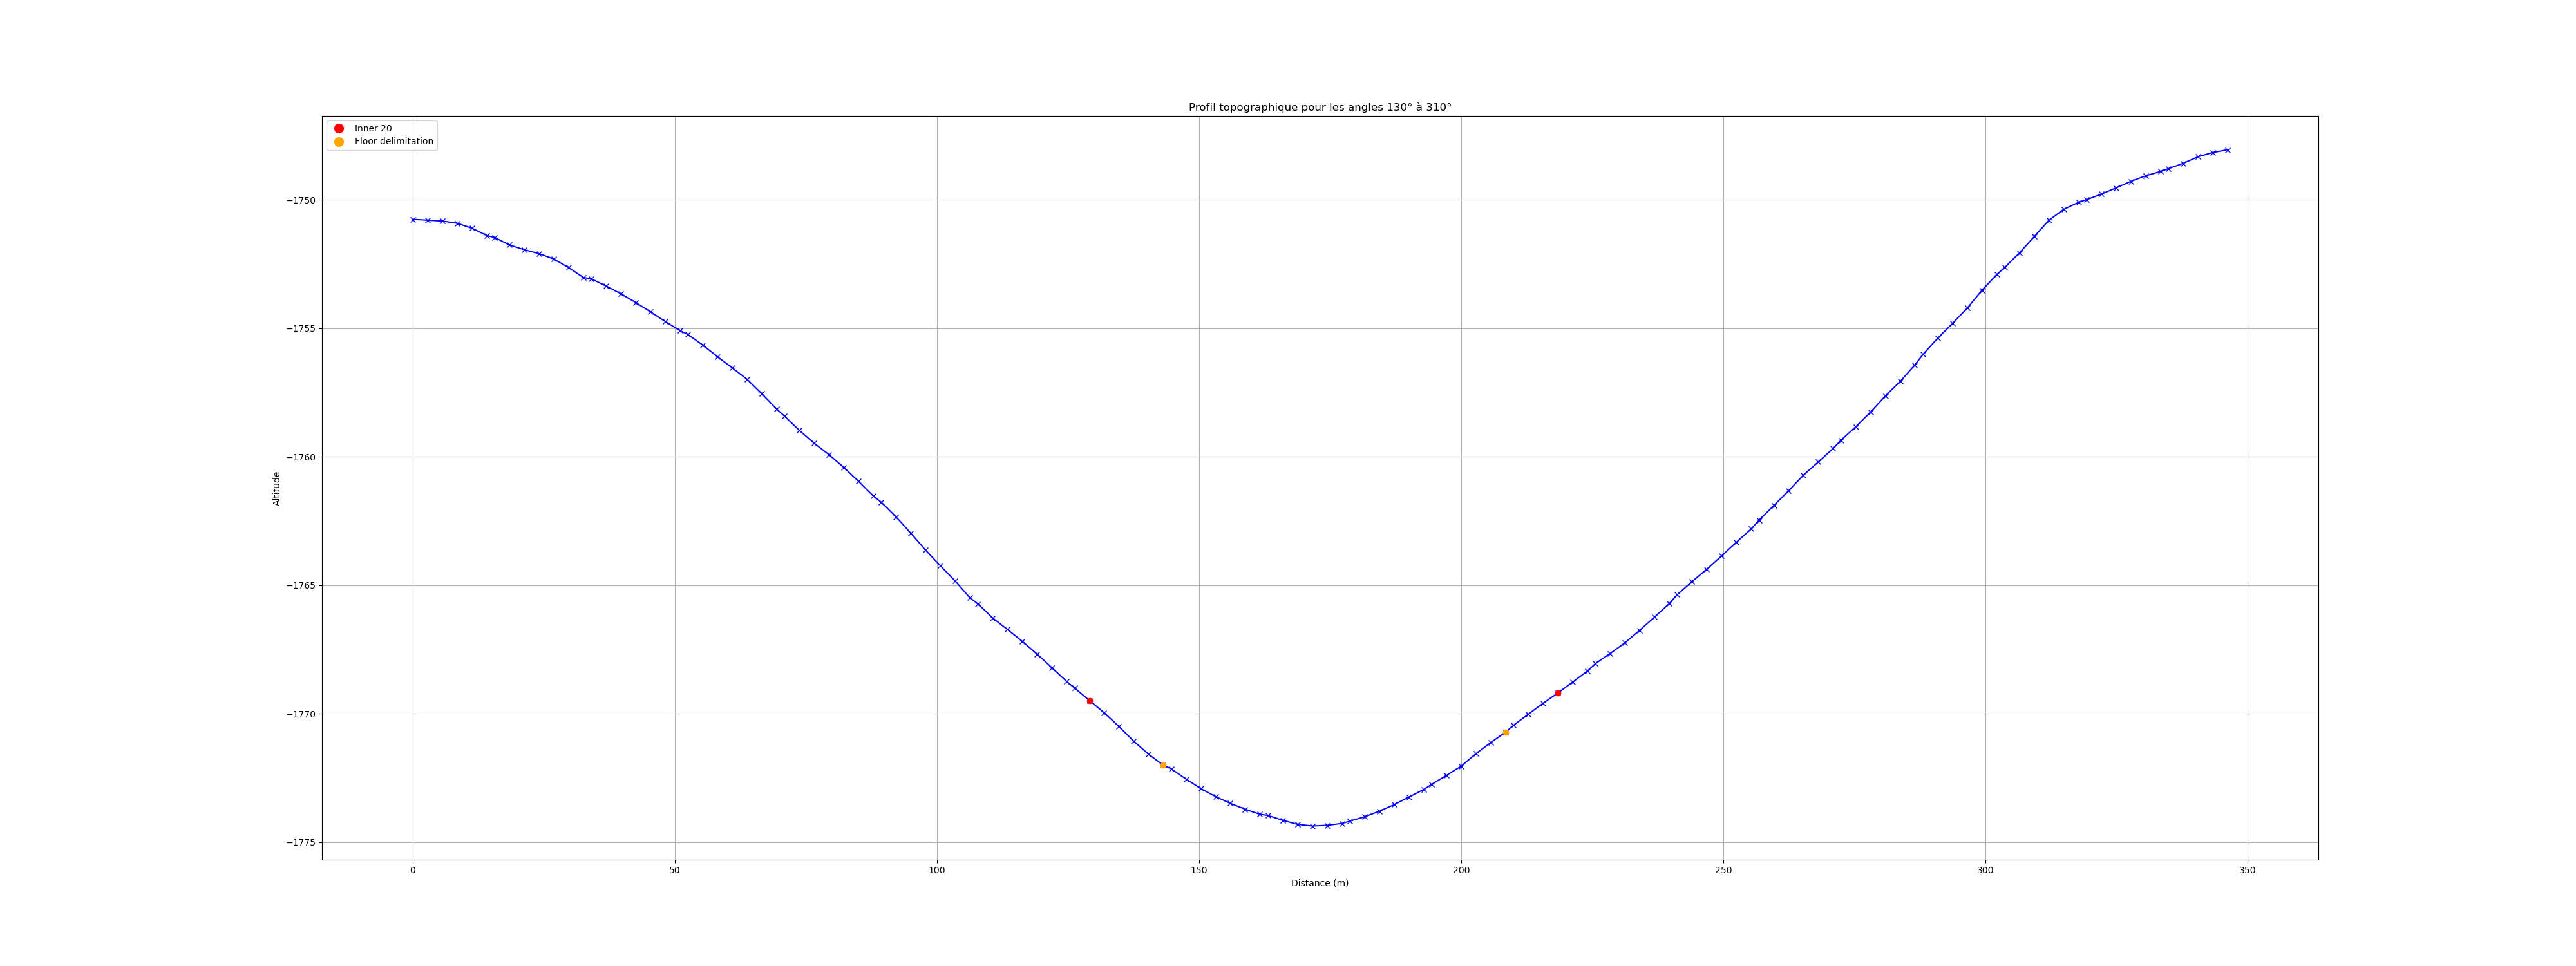 Profil topographique pour les angles 130° à 310°
Inner 20
Floor delimitation
Altitude
−1750
−1755
−1760
−1765
−1770
−1775
0 50 100 150 200 250 300 350
Distance (m)